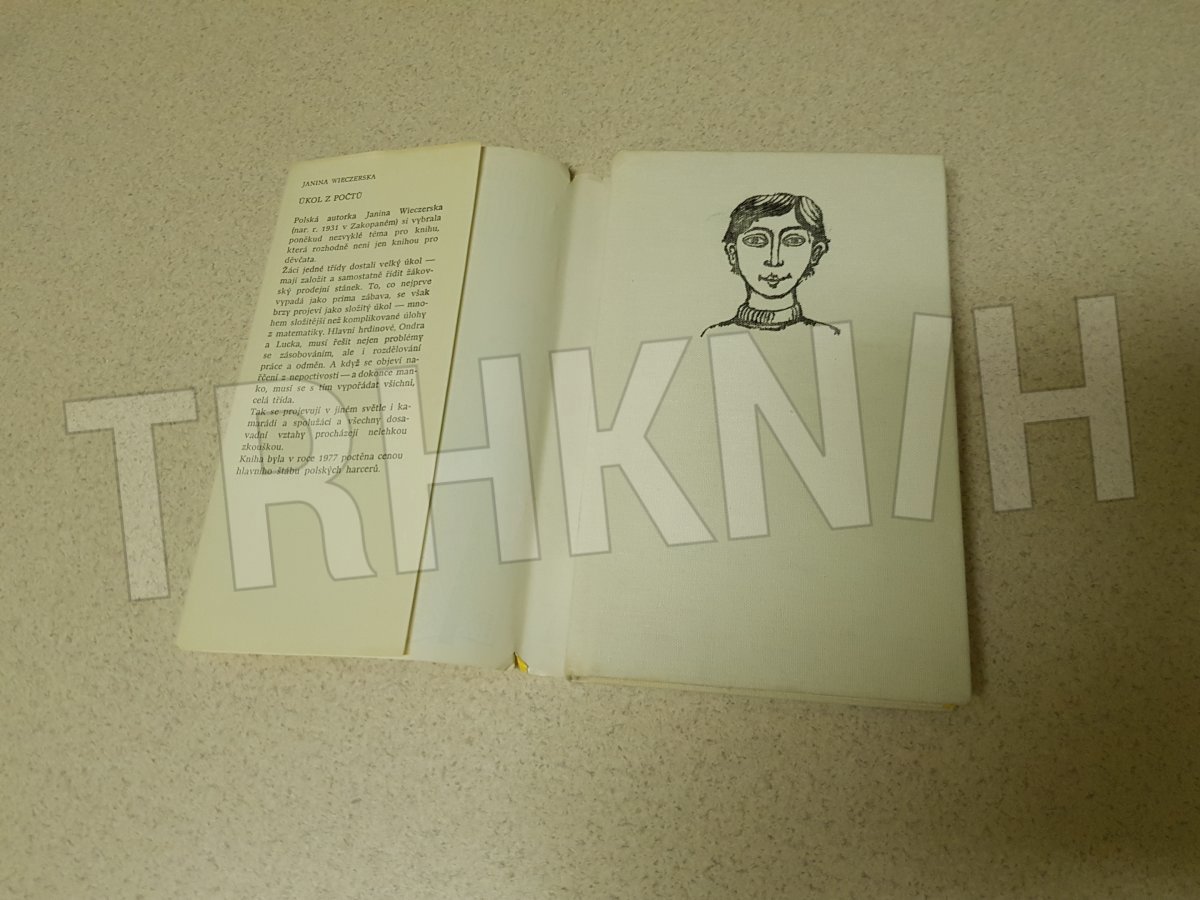 JANINA WIECZERSKA
ÚKOL Z POČTŮ
Polská autorka Janina Wieczerska
(nar. r. 1931 v Zakopaném) si vybrala
poněkud nezvyklé téma pro knihu,
která rozhodně není jen knihou pro
děvčata.
Žáci jedné třídy dostali velký úkol —
mají založit a samostatně řídit žákov-
ský prodejní stánek. To, co nejprve
vypadá jako prima zábava, se však
brzy projeví jako složitý úkol — mno-
hem složitější než komplikované úlohy
z matematiky. Hlavní hrdinové, Ondra
a Lucka, musí řešit nejen problémy
se zásobováním, ale i rozdělování
práce a odměn. A když se objeví na-
řčení z nepoctivosti — a dokonce man-
ko, musí se s tím vypořádat všichni,
celá třída.
Tak se projevují v jiném světle i ka-
marádi a spolužáci a všechny dosa-
vadní vztahy procházejí nelehkou
zkouškou.
Kniha byla v roce 1977 poctěna cenou
hlavního štábu polských harcerů.
TRHKNIH